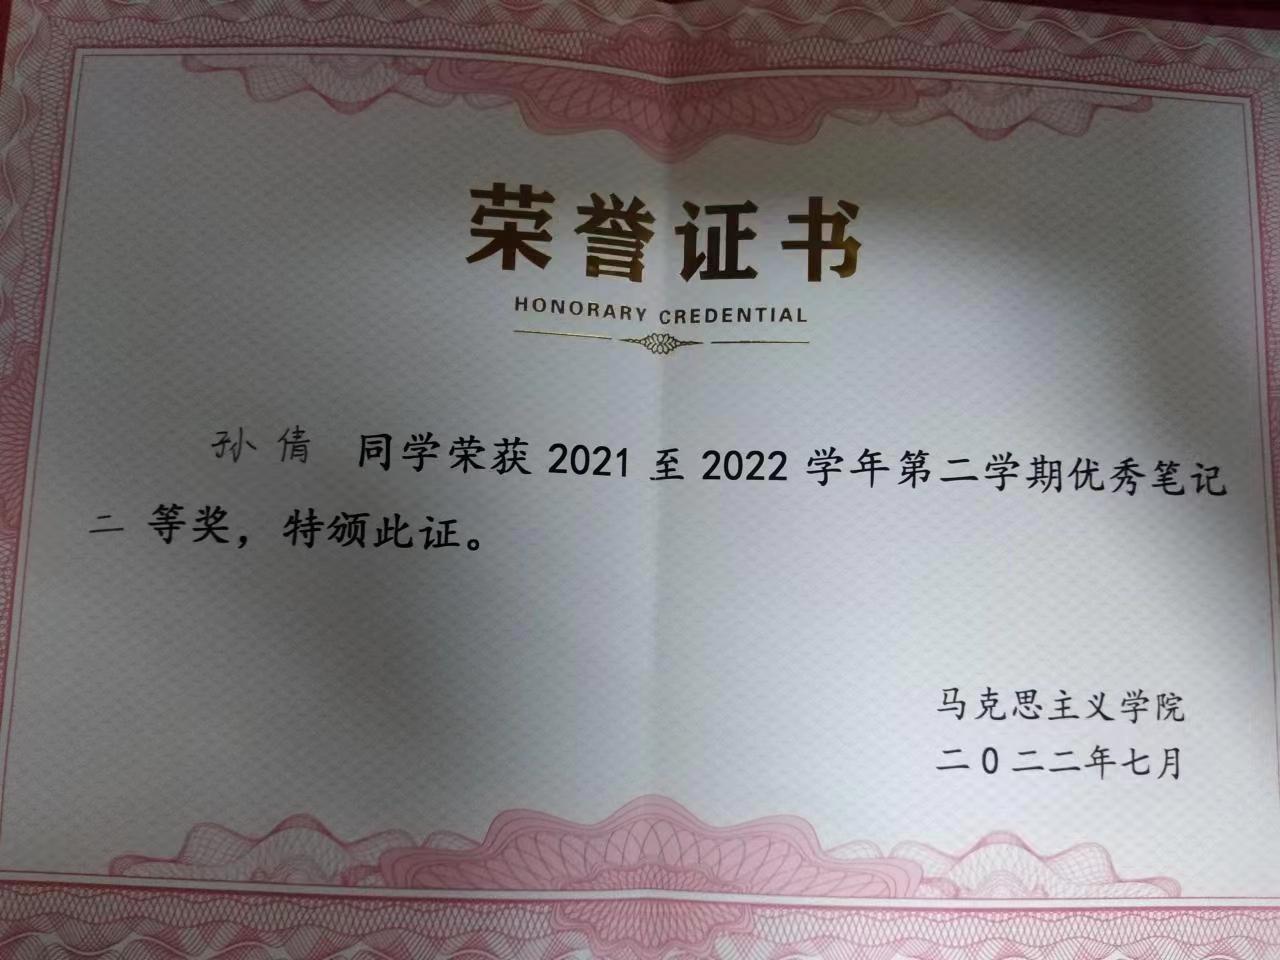 荣誉证书
HONORARY CREDENTIAL
孙倩 同学荣获 2021 至 2022 学年第二学期优秀笔记
二 等奖，特颁此证。
马克思主义学院
二0二二年七月